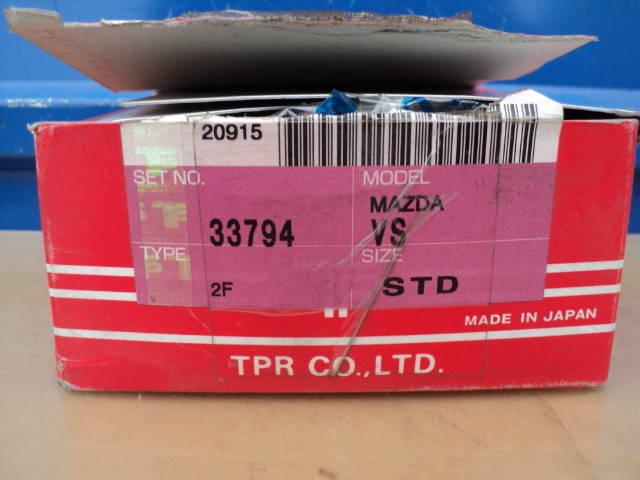 20915
SET NO.
MODEL
MAZDA
33794
VS
TYPE
SIZE
2F
STD
MADE IN JAPAN
TPR CO.,LTD.